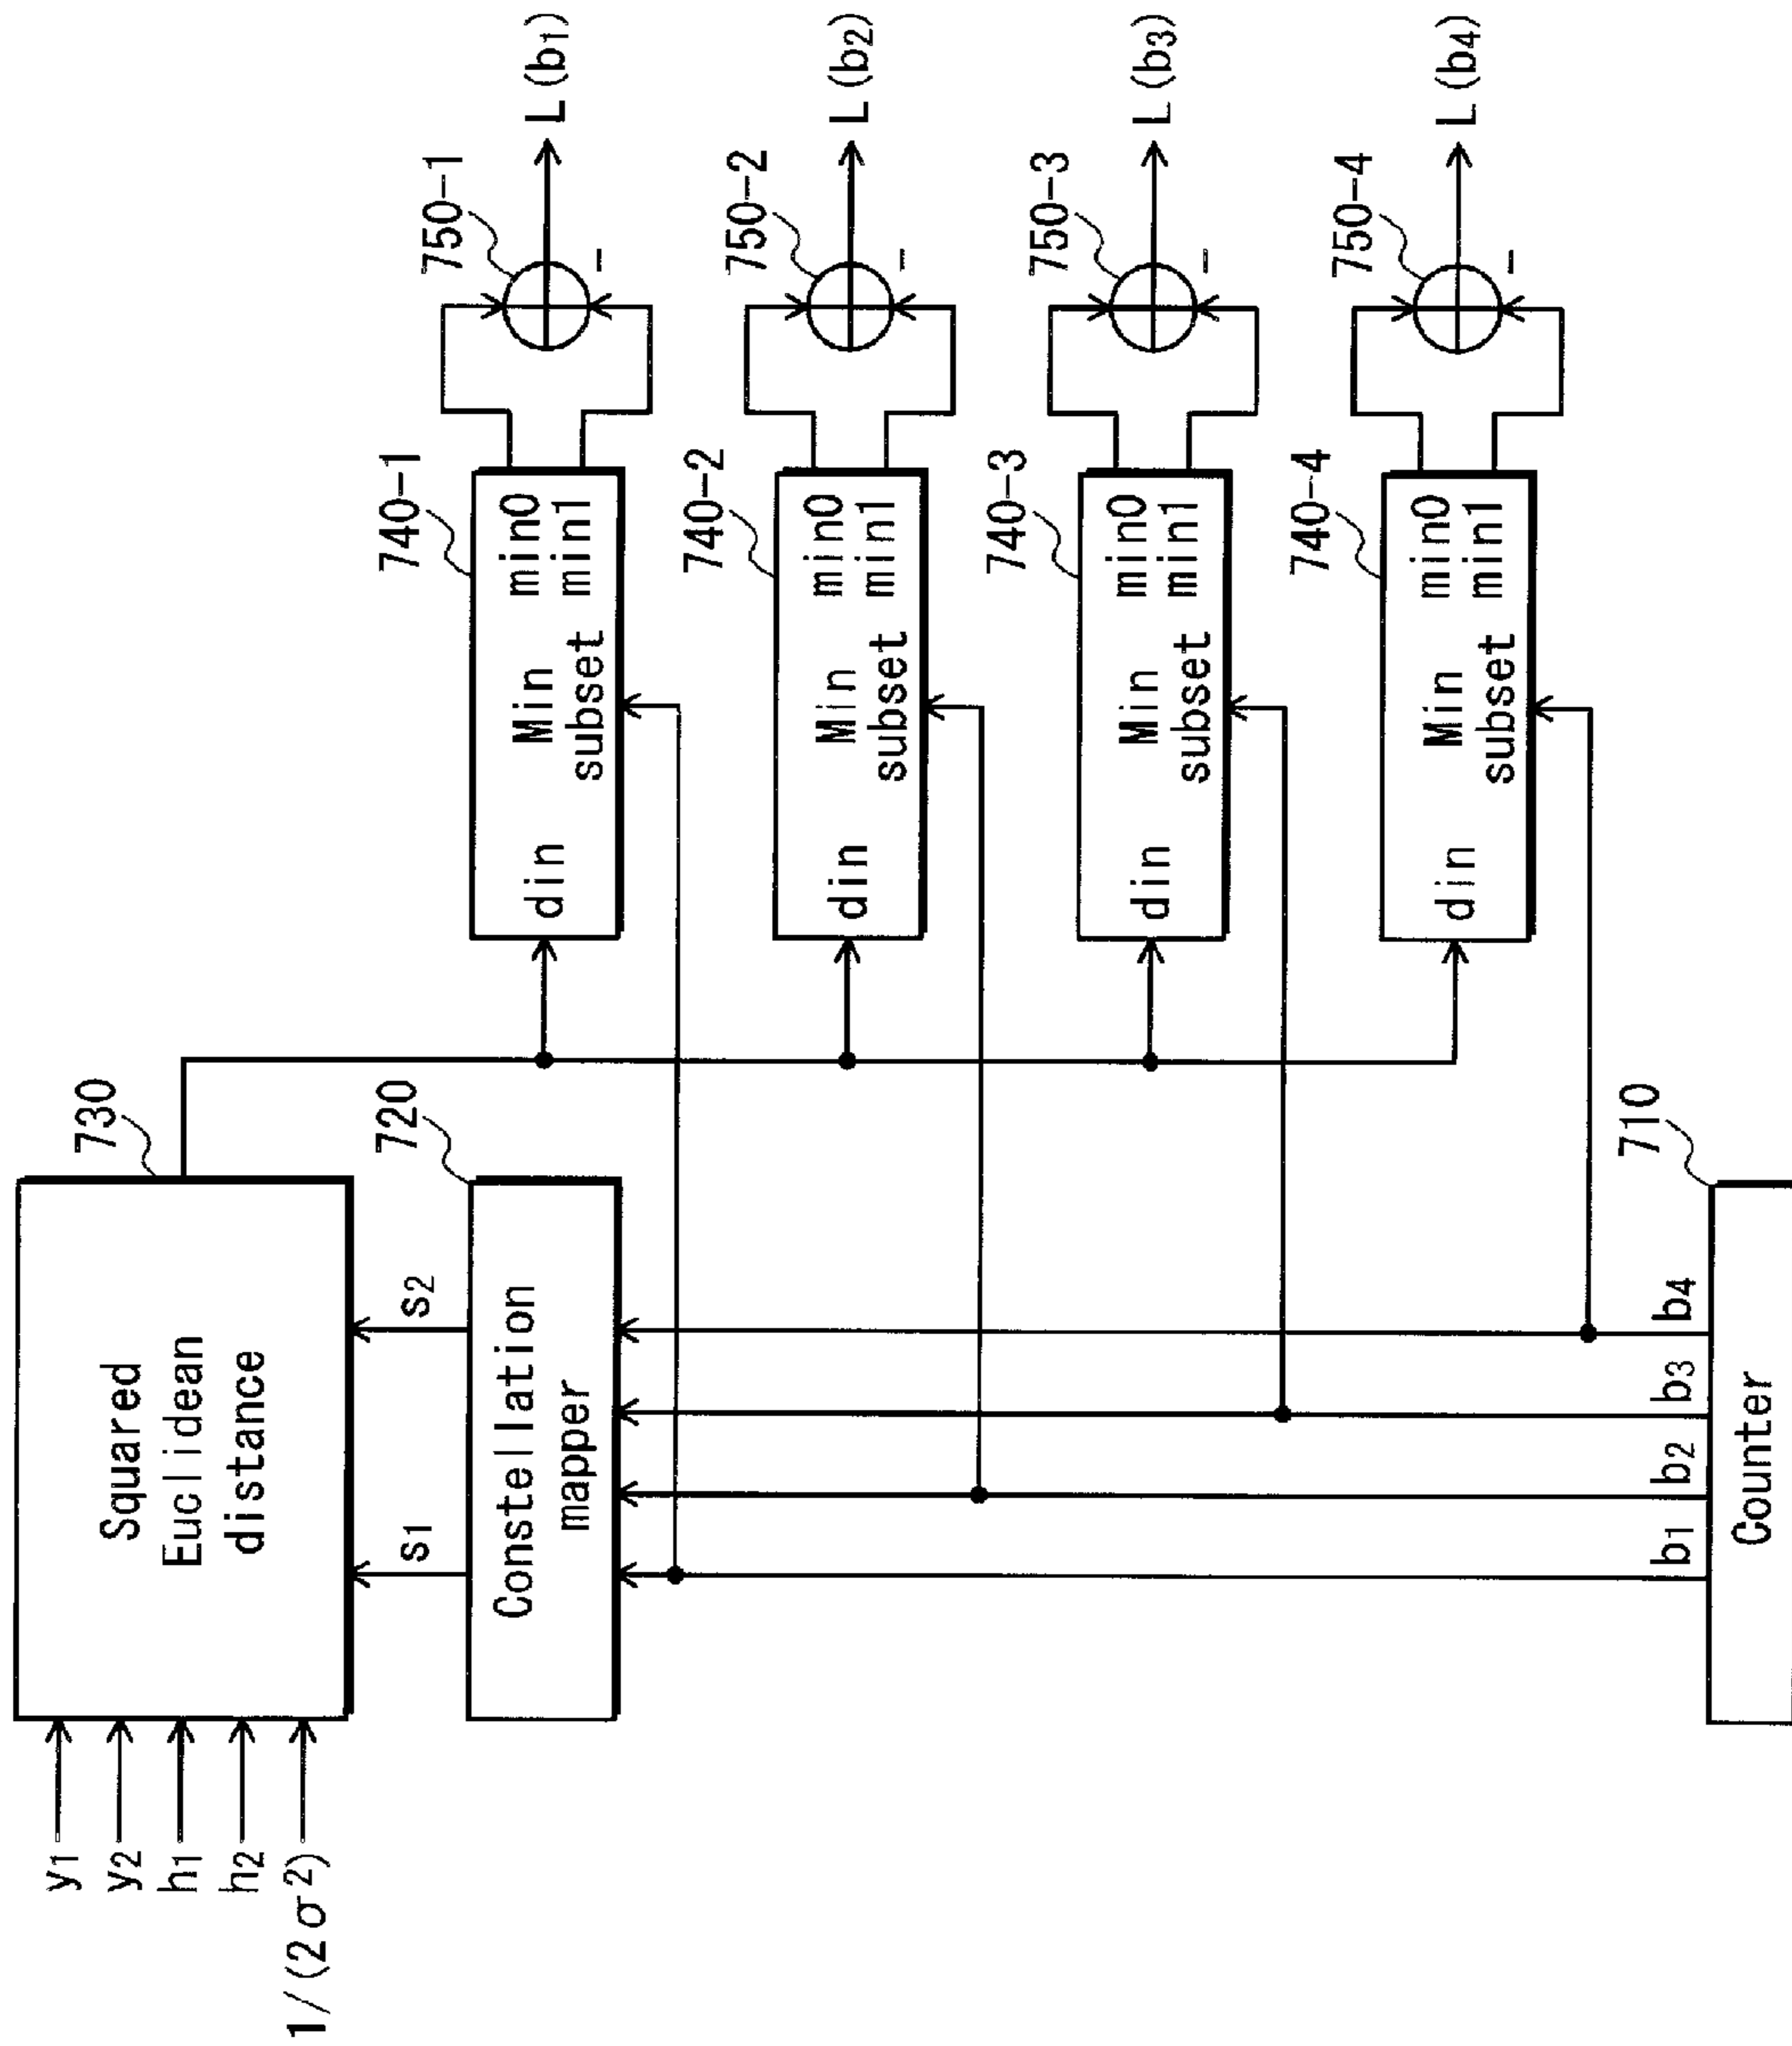 y1
y2
h1
h2
1/(2σ²)
730
Squared
Euclidean
distance
s1
s2
720
Constellation
mapper
b1
b2
b3
b4
710
Counter
740-1
din
Min
subset
min0
min1
750-1
−
L(b1)
740-2
din
Min
subset
min0
min1
750-2
−
L(b2)
740-3
din
Min
subset
min0
min1
750-3
−
L(b3)
740-4
din
Min
subset
min0
min1
750-4
−
L(b4)